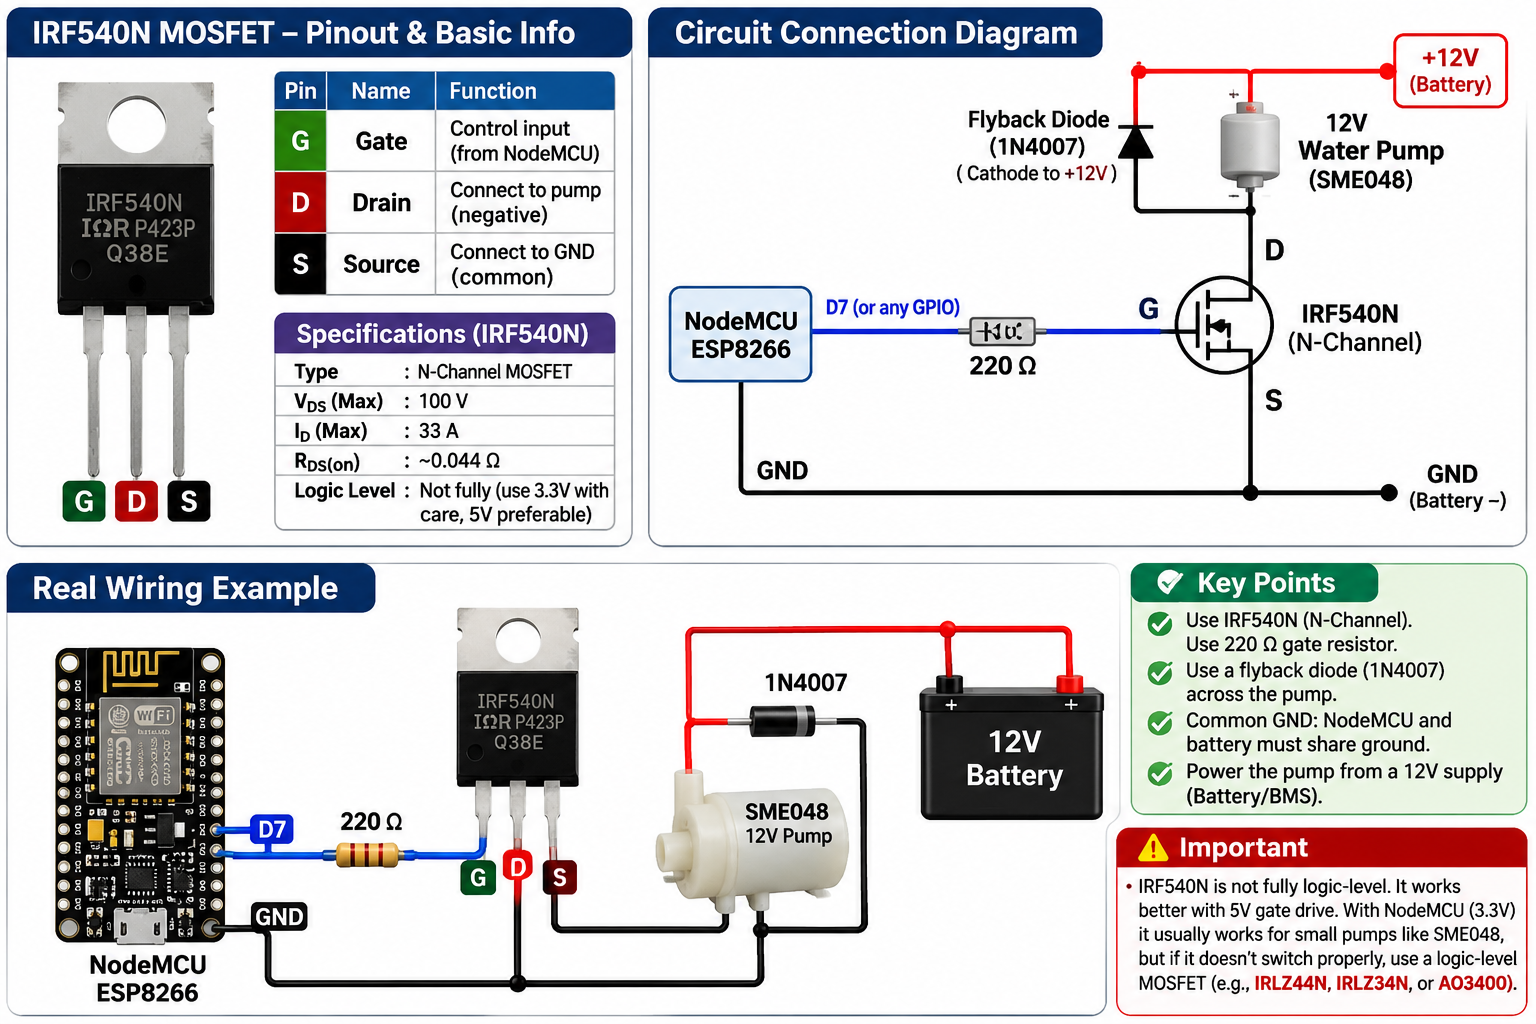 IRF540N MOSFET – Pinout & Basic Info
IRF540N
IΩR P423P
Q38E
G
D
S
Pin Name Function
G Gate Control input
(from NodeMCU)
D Drain Connect to pump
(negative)
S Source Connect to GND
(common)
Specifications (IRF540N)
Type : N-Channel MOSFET
VDS (Max) : 100 V
ID (Max) : 33 A
RDS(on) : ~0.044 Ω
Logic Level : Not fully (use 3.3V with
care, 5V preferable)
Circuit Connection Diagram
+12V
(Battery)
Flyback Diode
(1N4007)
( Cathode to +12V )
+
12V
Water Pump
(SME048)
–
D
NodeMCU
ESP8266
D7 (or any GPIO)
220 Ω
G
IRF540N
(N-Channel)
S
GND
GND
(Battery –)
Real Wiring Example
WiFi
D7
GND
NodeMCU
ESP8266
220 Ω
IRF540N
IΩR P423P
Q38E
G
D
S
1N4007
SME048
12V Pump
+ +
12V
Battery
Key Points
Use IRF540N (N-Channel).
Use 220 Ω gate resistor.
Use a flyback diode (1N4007)
across the pump.
Common GND: NodeMCU and
battery must share ground.
Power the pump from a 12V supply
(Battery/BMS).
Important
• IRF540N is not fully logic-level. It works
better with 5V gate drive. With NodeMCU (3.3V)
it usually works for small pumps like SME048,
but if it doesn't switch properly, use a logic-level
MOSFET (e.g., IRLZ44N, IRLZ34N, or AO3400).